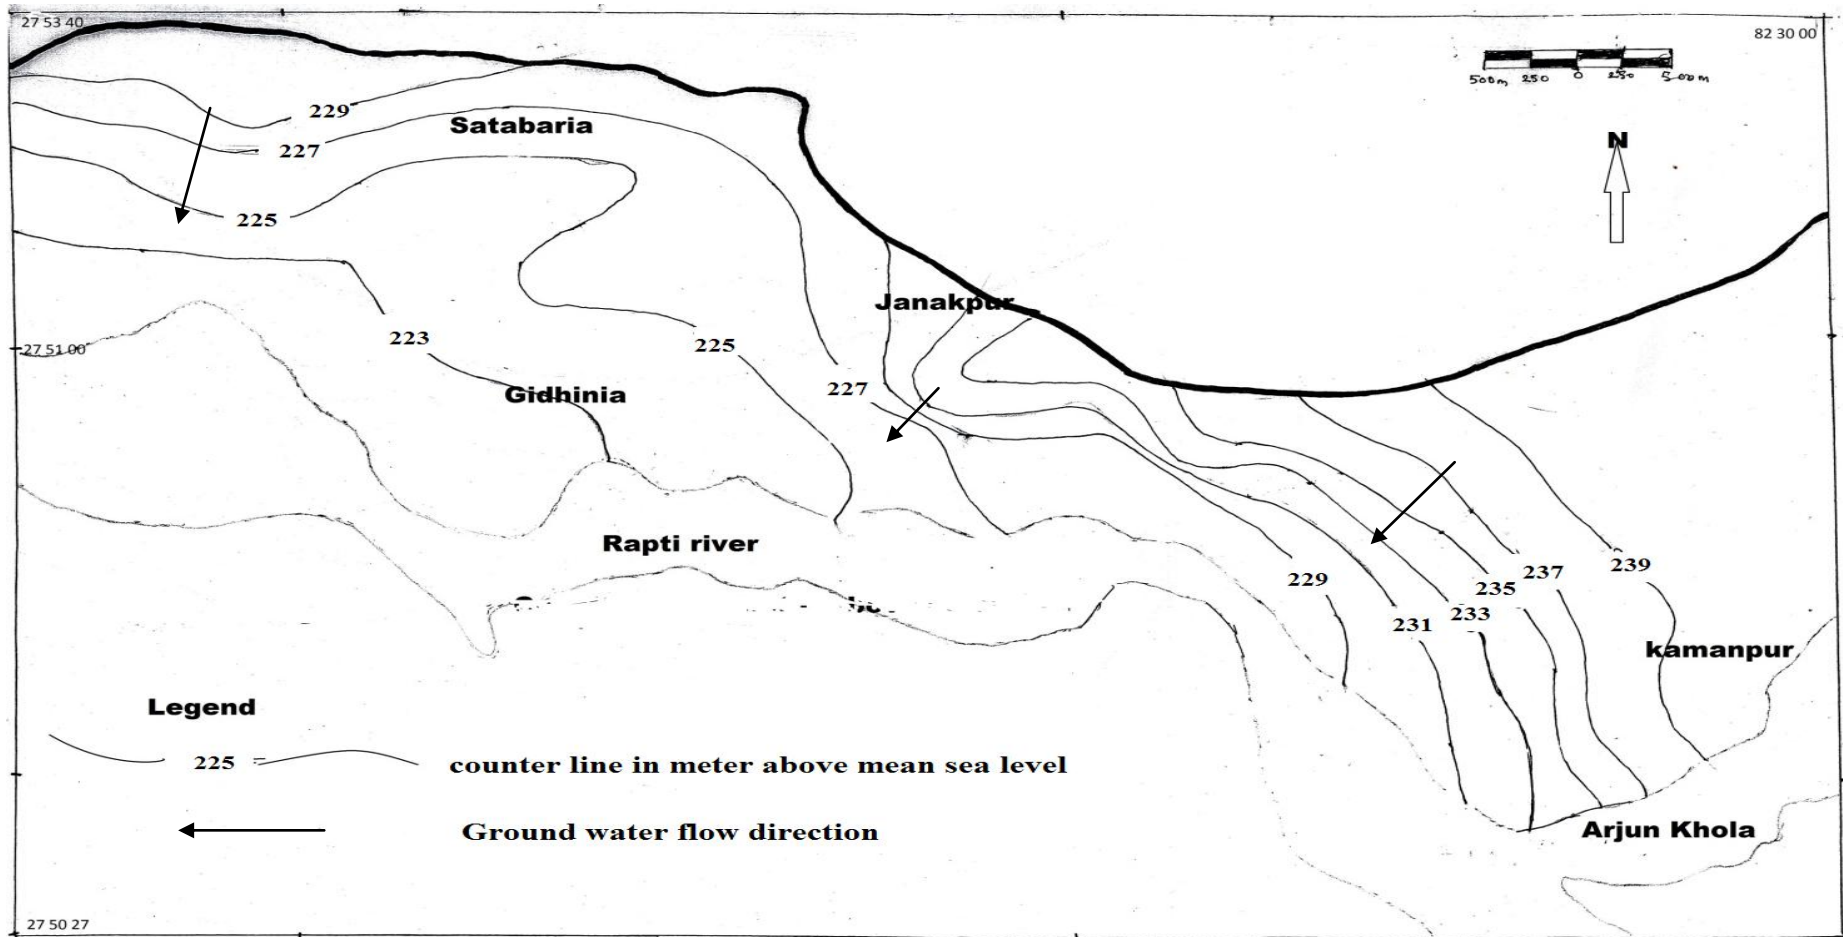 27 53 40
82 30 00
500m 250 0 250 500m
N
229
Satabaria
227
225
Janakpur
27 51 00
223
225
Gidhinia
227
Rapti river
229
231
233
235
237
239
kamanpur
Legend
225 counter line in meter above mean sea level
Ground water flow direction
Arjun Khola
27 50 27